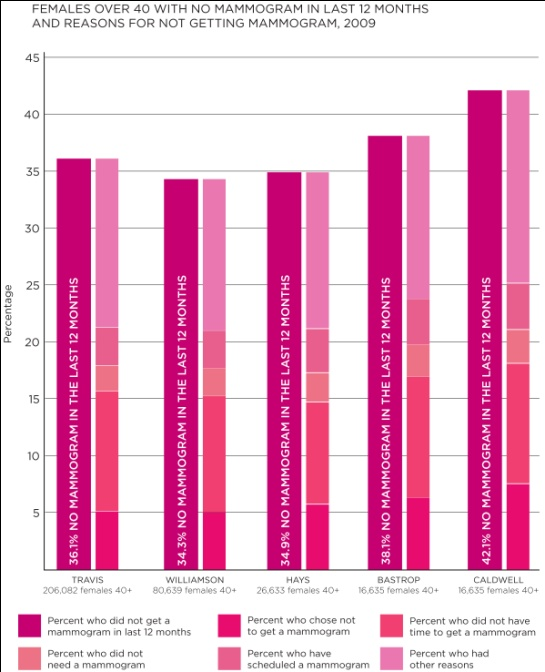 FEMALES OVER 40 WITH NO MAMMOGRAM IN LAST 12 MONTHS
AND REASONS FOR NOT GETTING MAMMOGRAM, 2009
45
40
35
30
25
20
15
10
5
Percentage
36.1% NO MAMMOGRAM IN THE LAST 12 MONTHS
34.3% NO MAMMOGRAM IN THE LAST 12 MONTHS
34.9% NO MAMMOGRAM IN THE LAST 12 MONTHS
38.1% NO MAMMOGRAM IN THE LAST 12 MONTHS
42.1% NO MAMMOGRAM IN THE LAST 12 MONTHS
TRAVIS
206,082 females 40+
WILLIAMSON
80,639 females 40+
HAYS
26,633 females 40+
BASTROP
16,635 females 40+
CALDWELL
16,635 females 40+
Percent who did not get a
mammogram in last 12 months
Percent who chose not
to get a mammogram
Percent who did not have
time to get a mammogram
Percent who did not
need a mammogram
Percent who have
scheduled a mammogram
Percent who had
other reasons